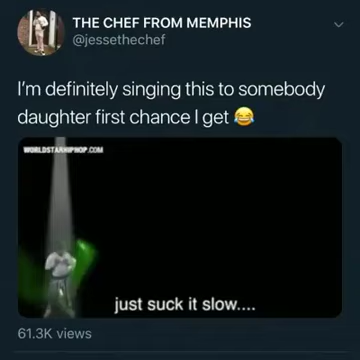 THE CHEF FROM MEMPHIS
@jessethechef
I'm definitely singing this to somebody
daughter first chance I get 😂
WORLDSTARHIPHOP.COM
just suck it slow....
61.3K views